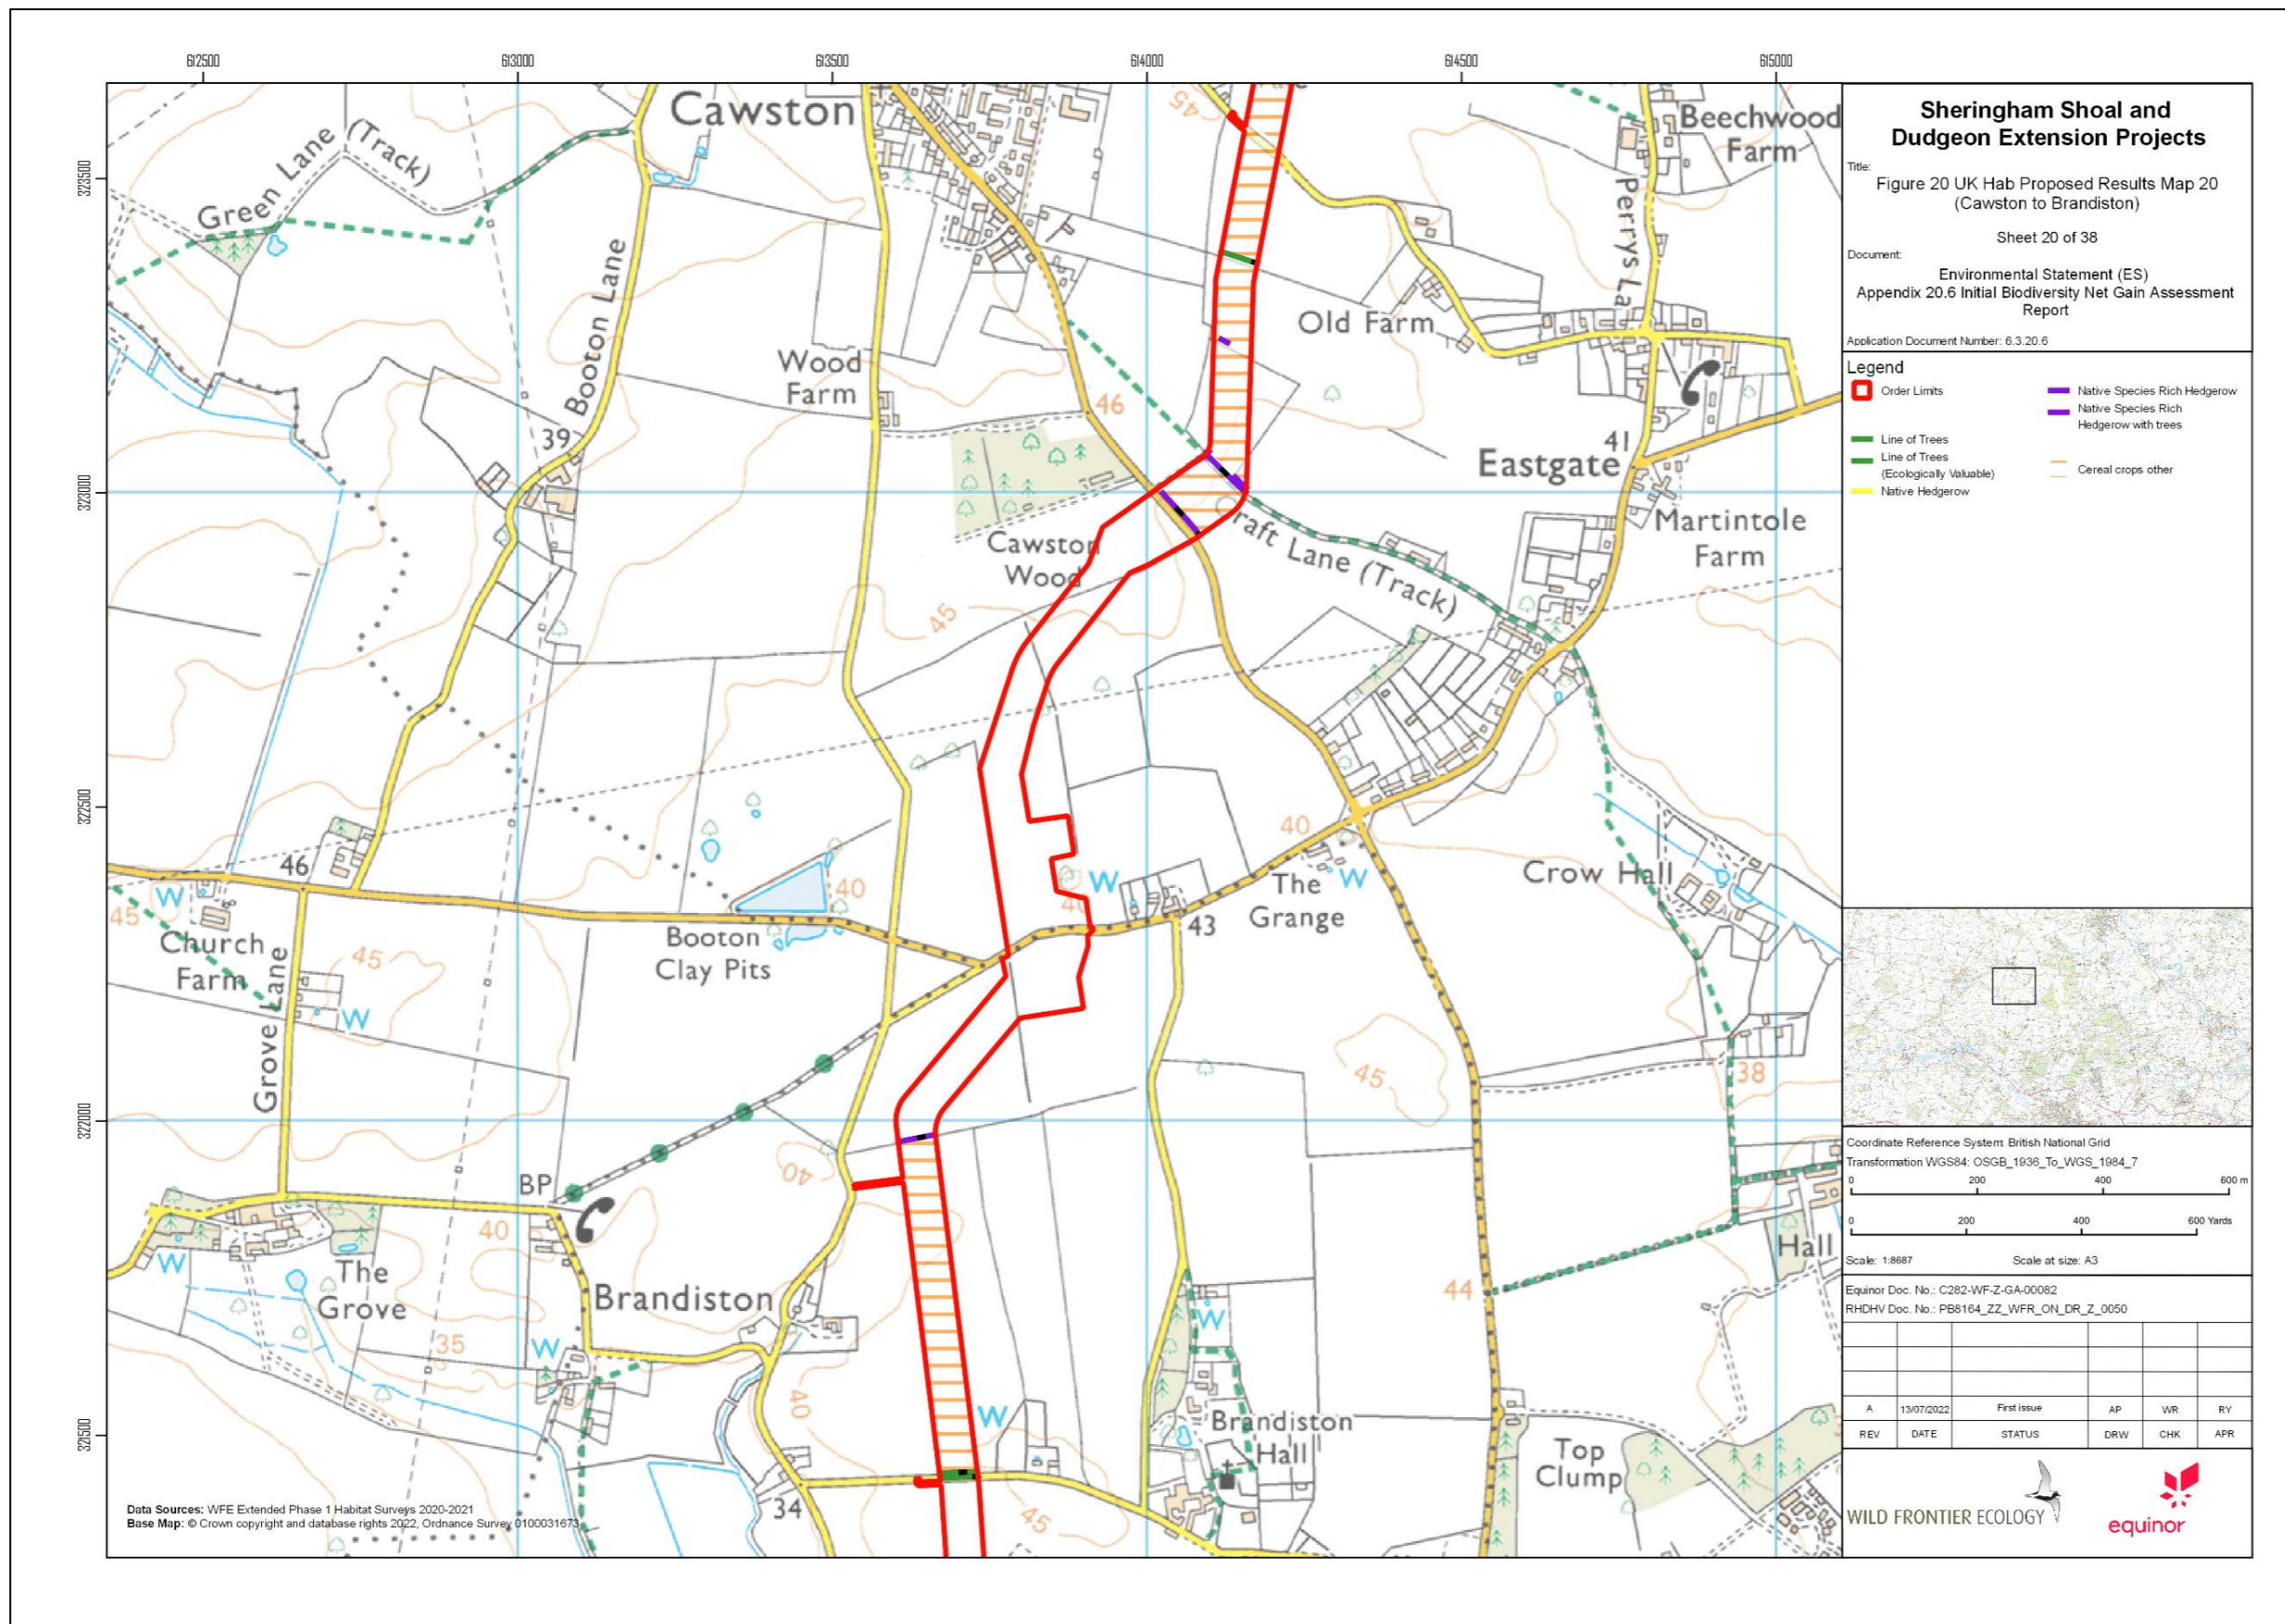 612500
613000
613500
614000
614500
615000
323500
323000
322500
322000
321500
Cawston
Green Lane (Track)
Booton Lane
Wood
Farm
46
45
Old Farm
Perrys La
Beechwood
Farm
39
41
Eastgate
Martintole
Farm
Cawston
Wood
Craft Lane (Track)
45
46
W
45
Church
Farm
Grove Lane
45
W
Booton
Clay Pits
40
40
W
43
The
Grange
W
40
Crow Hall
38
45
BP
40
40
The
Grove
W
35
W
Brandiston
40
34
W
W
Brandiston
Hall
45
44
Hall
Top
Clump
Data Sources: WFE Extended Phase 1 Habitat Surveys 2020-2021
Base Map: © Crown copyright and database rights 2022, Ordnance Survey 0100031673
Sheringham Shoal and
Dudgeon Extension Projects
Title:
Figure 20 UK Hab Proposed Results Map 20
(Cawston to Brandiston)
Sheet 20 of 38
Document:
Environmental Statement (ES)
Appendix 20.6 Initial Biodiversity Net Gain Assessment
Report
Application Document Number: 6.3.20.6
Legend
Order Limits
Line of Trees
Line of Trees
(Ecologically Valuable)
Native Hedgerow
Native Species Rich Hedgerow
Native Species Rich
Hedgerow with trees
Cereal crops other
Coordinate Reference System: British National Grid
Transformation WGS84: OSGB_1936_To_WGS_1984_7
0 200 400 600 m
0 200 400 600 Yards
Scale: 1:8687 Scale at size: A3
Equinor Doc. No.: C282-WF-Z-GA-00082
RHDHV Doc. No.: PB8164_ZZ_WFR_ON_DR_Z_0050
A 13/07/2022 First issue AP WR RY
REV DATE STATUS DRW CHK APR
WILD FRONTIER ECOLOGY
equinor